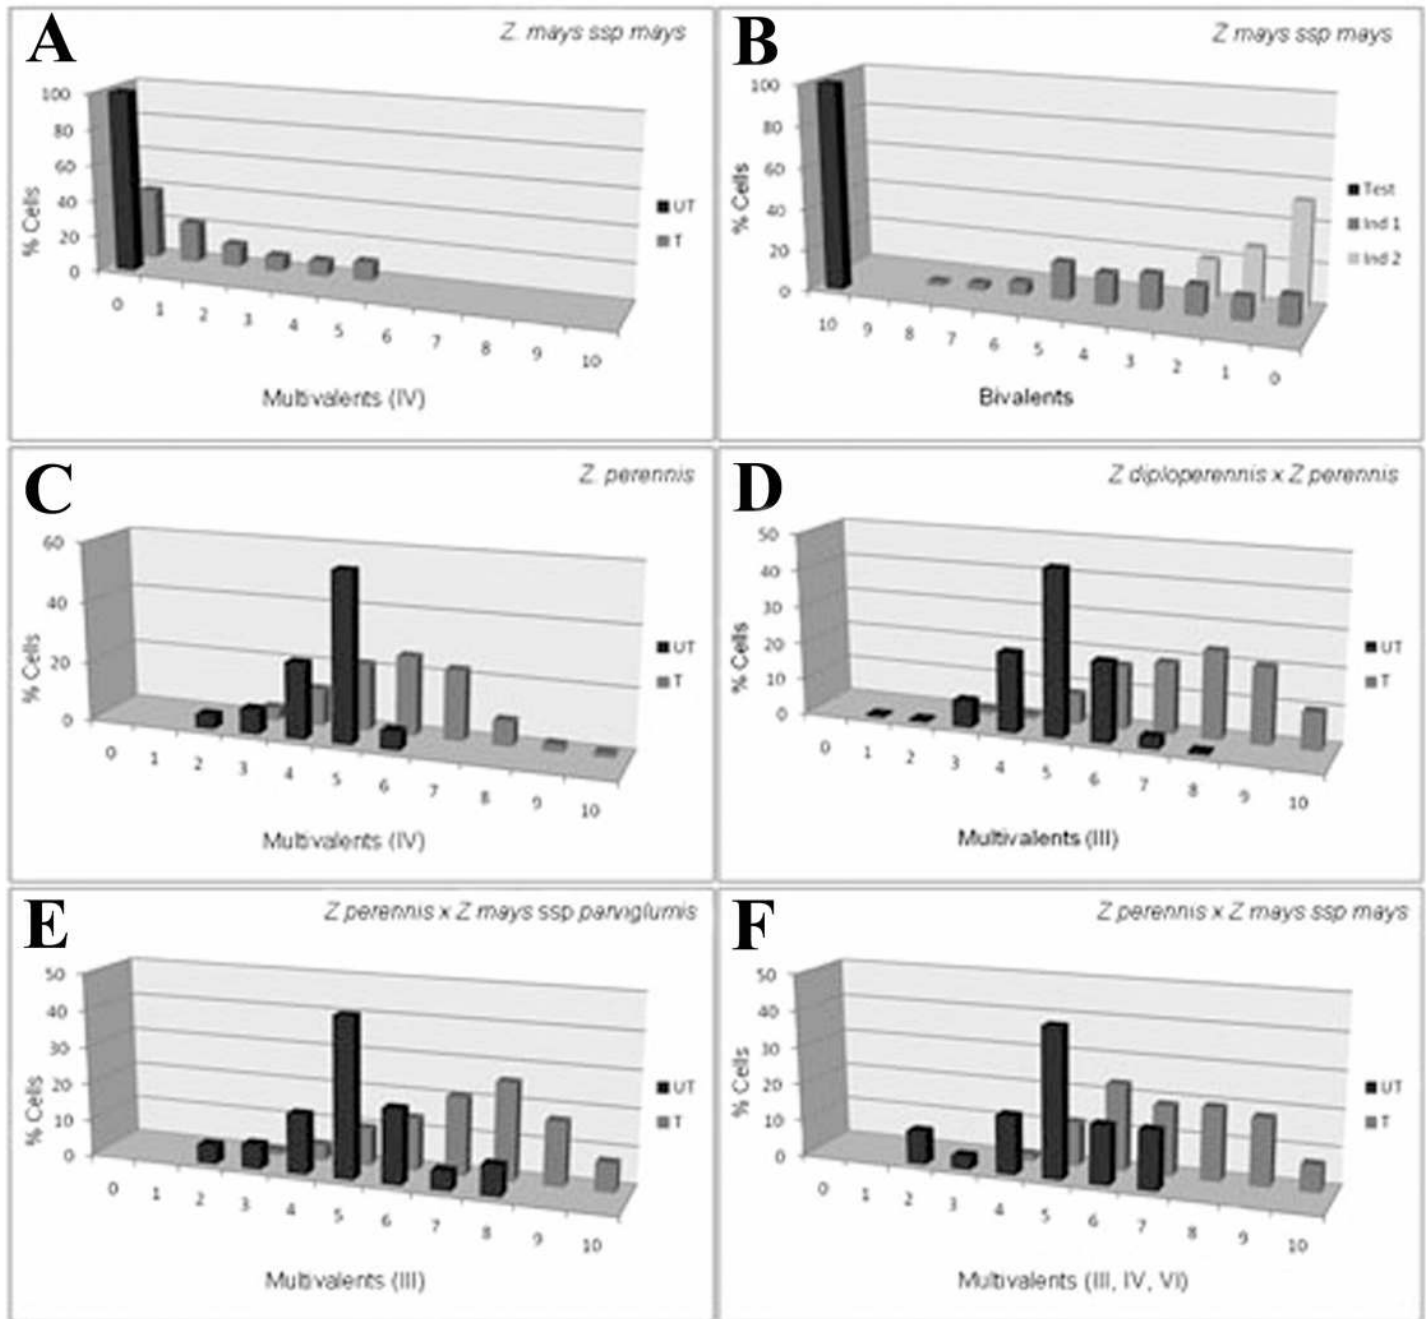 A
Z. mays ssp mays
100
80
60
40
20
0
% Cells
UT
T
0 1 2 3 4 5 6 7 8 9 10
Multivalents (IV)
B
Z mays ssp mays
100
80
60
40
20
0
% Cells
Test
Ind 1
Ind 2
10 9 8 7 6 5 4 3 2 1 0
Bivalents
C
Z. perennis
60
40
20
0
% Cells
UT
T
0 1 2 3 4 5 6 7 8 9 10
Multivalents (IV)
D
Z diploperennis x Z perennis
50
40
30
20
10
0
% Cells
UT
T
0 1 2 3 4 5 6 7 8 9 10
Multivalents (III)
E
Z perennis x Z mays ssp parviglumis
50
40
30
20
10
0
% Cells
UT
T
0 1 2 3 4 5 6 7 8 9 10
Multivalents (III)
F
Z perennis x Z mays ssp mays
50
40
30
20
10
0
% Cells
UT
T
0 1 2 3 4 5 6 7 8 9 10
Multivalents (III, IV, VI)